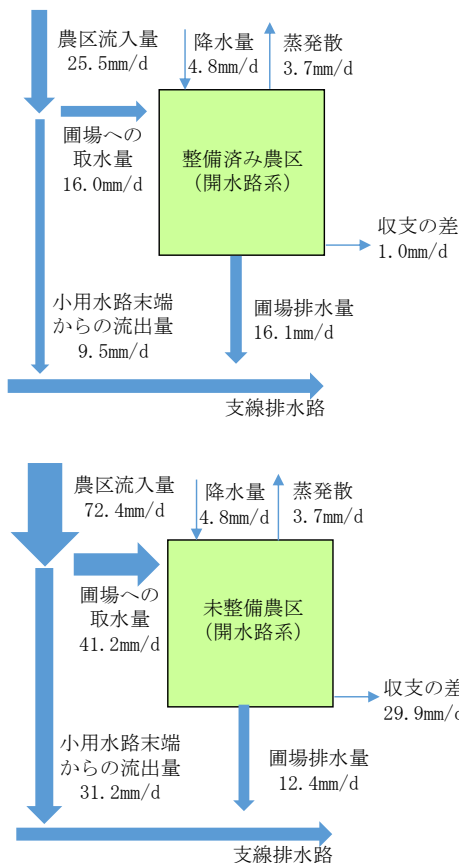 農区流入量
25.5mm/d
降水量
4.8mm/d
蒸発散
3.7mm/d
圃場への
取水量
16.0mm/d
整備済み農区
(開水路系)
収支の差
1.0mm/d
小用水路末端
からの流出量
9.5mm/d
圃場排水量
16.1mm/d
支線排水路
農区流入量
72.4mm/d
降水量
4.8mm/d
蒸発散
3.7mm/d
圃場への
取水量
41.2mm/d
未整備農区
(開水路系)
収支の差
29.9mm/d
小用水路末端
からの流出量
31.2mm/d
圃場排水量
12.4mm/d
支線排水路